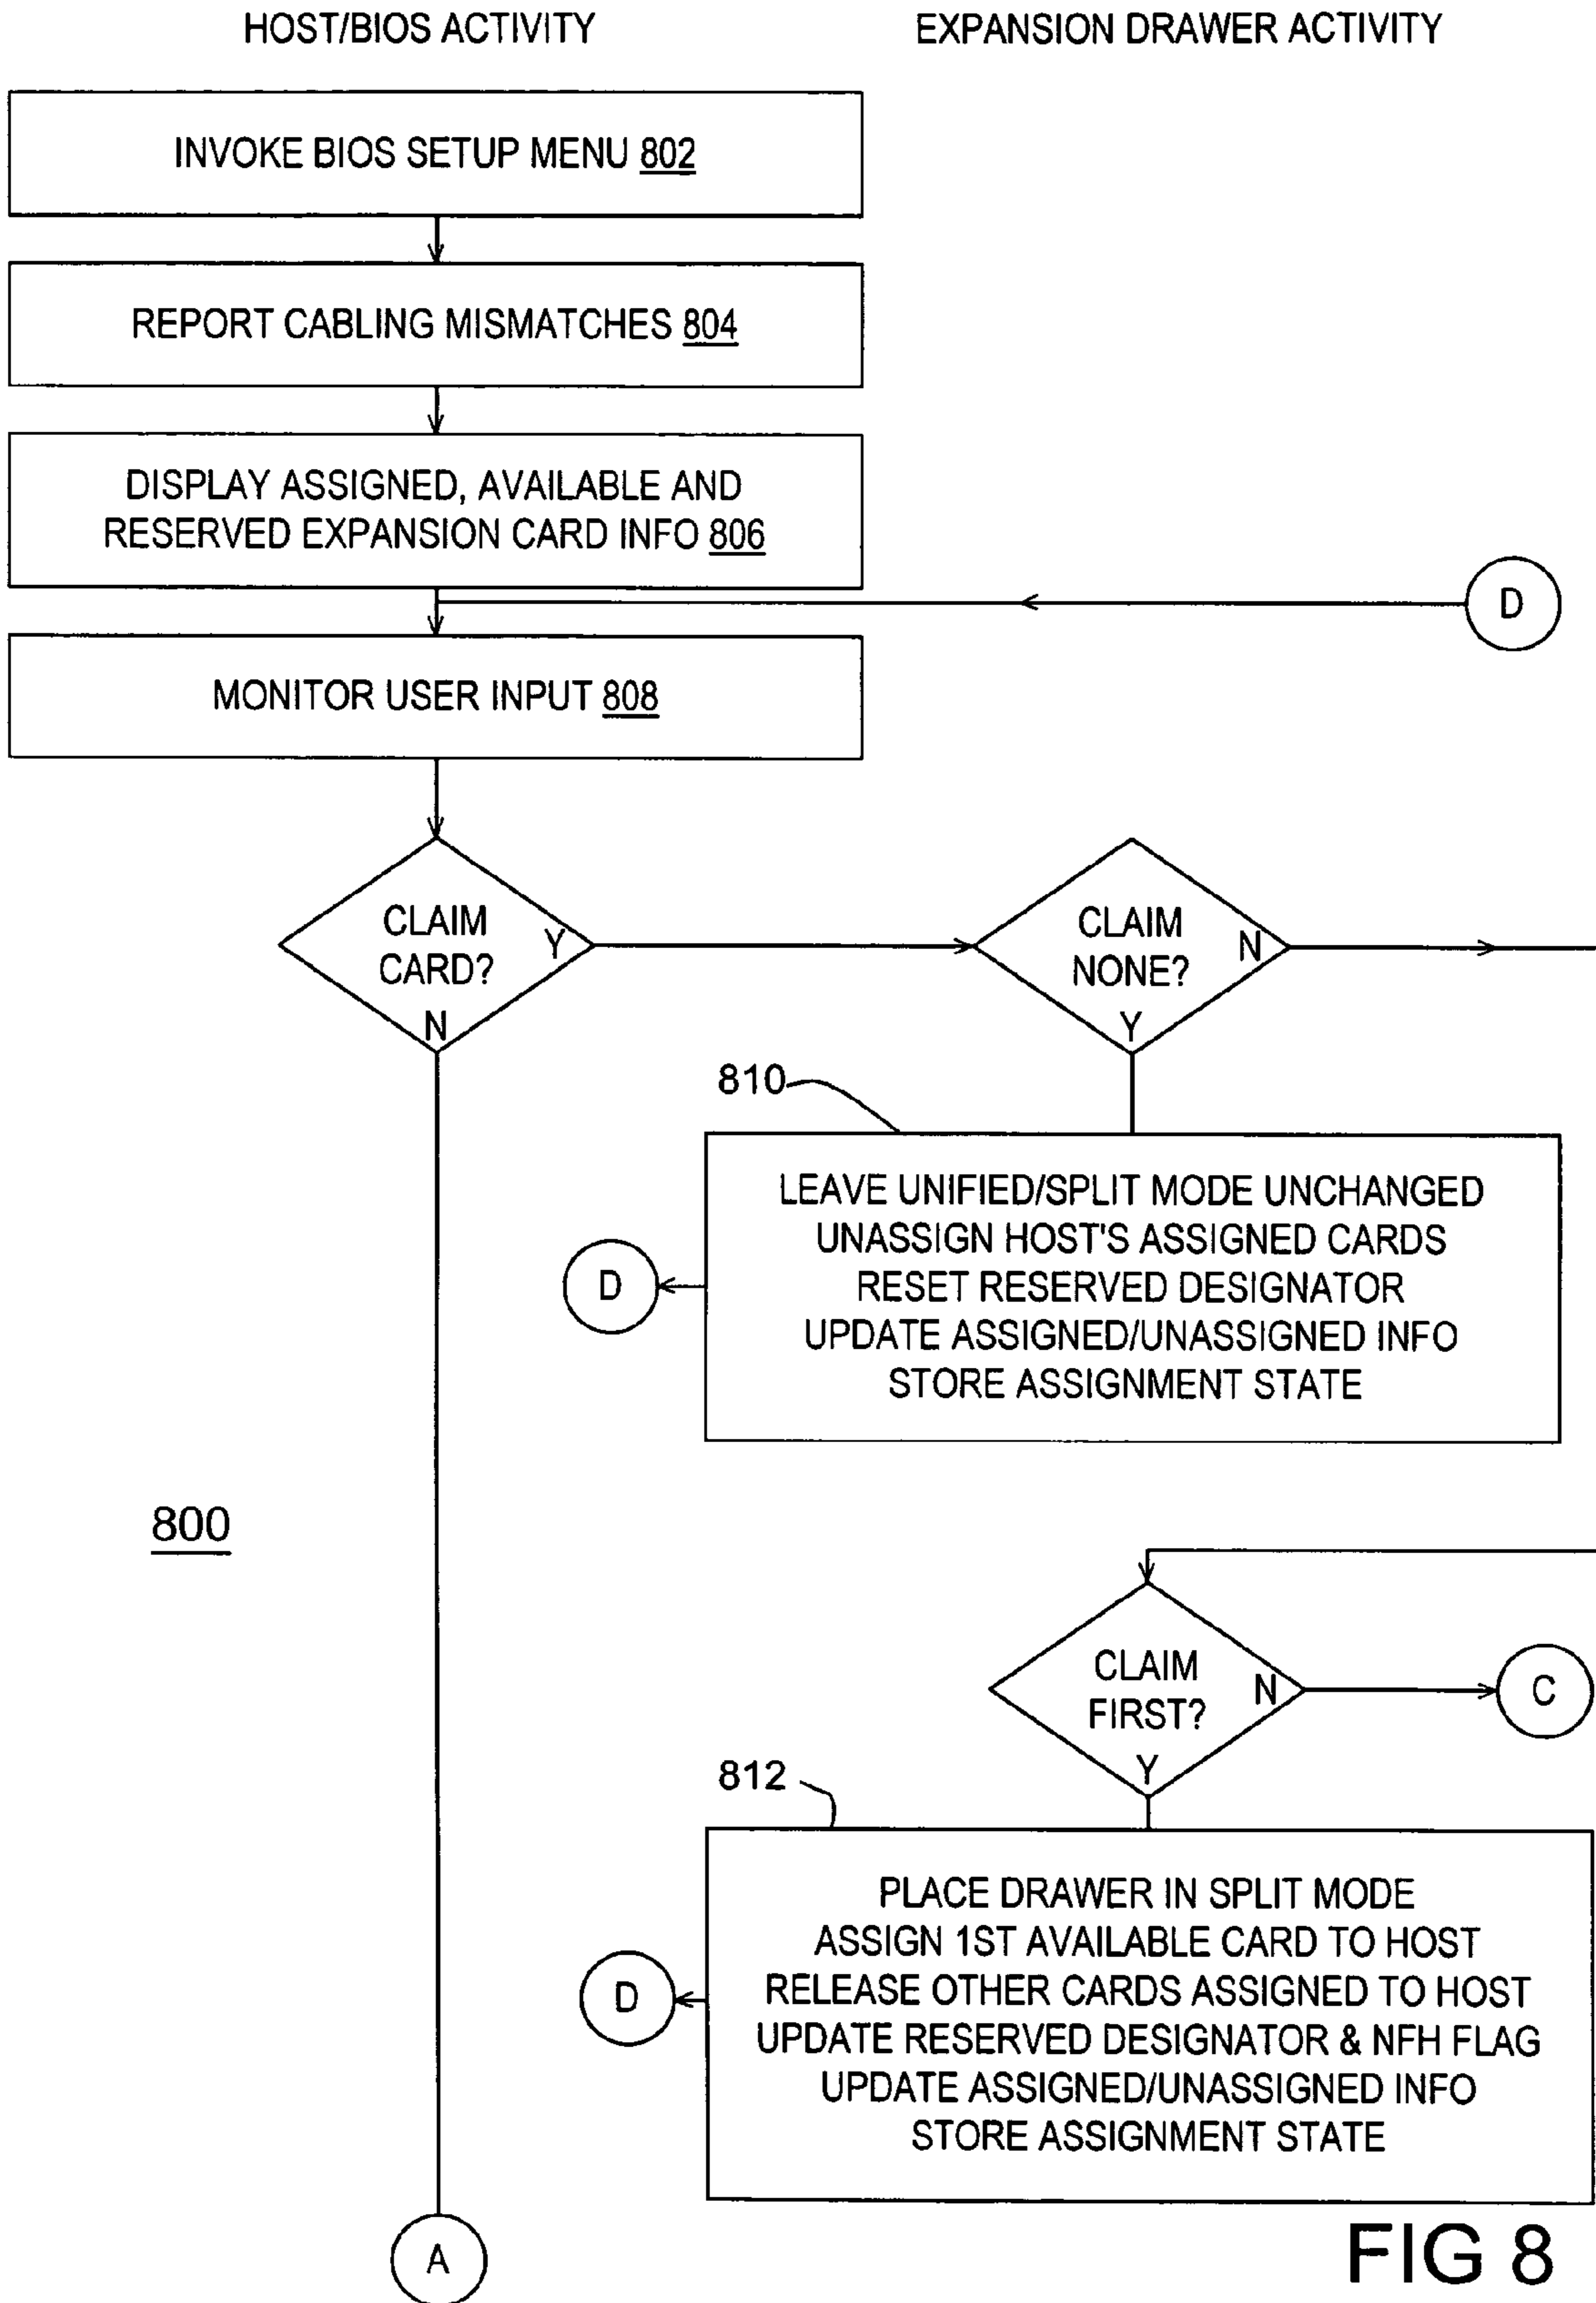 HOST/BIOS ACTIVITY
EXPANSION DRAWER ACTIVITY
INVOKE BIOS SETUP MENU 802
REPORT CABLING MISMATCHES 804
DISPLAY ASSIGNED, AVAILABLE AND
RESERVED EXPANSION CARD INFO 806
D
MONITOR USER INPUT 808
CLAIM
CARD?
Y
N
CLAIM
NONE?
N
Y
810
LEAVE UNIFIED/SPLIT MODE UNCHANGED
UNASSIGN HOST'S ASSIGNED CARDS
RESET RESERVED DESIGNATOR
UPDATE ASSIGNED/UNASSIGNED INFO
STORE ASSIGNMENT STATE
D
800
CLAIM
FIRST?
N
Y
C
812
PLACE DRAWER IN SPLIT MODE
ASSIGN 1ST AVAILABLE CARD TO HOST
RELEASE OTHER CARDS ASSIGNED TO HOST
UPDATE RESERVED DESIGNATOR & NFH FLAG
UPDATE ASSIGNED/UNASSIGNED INFO
STORE ASSIGNMENT STATE
D
A
FIG 8